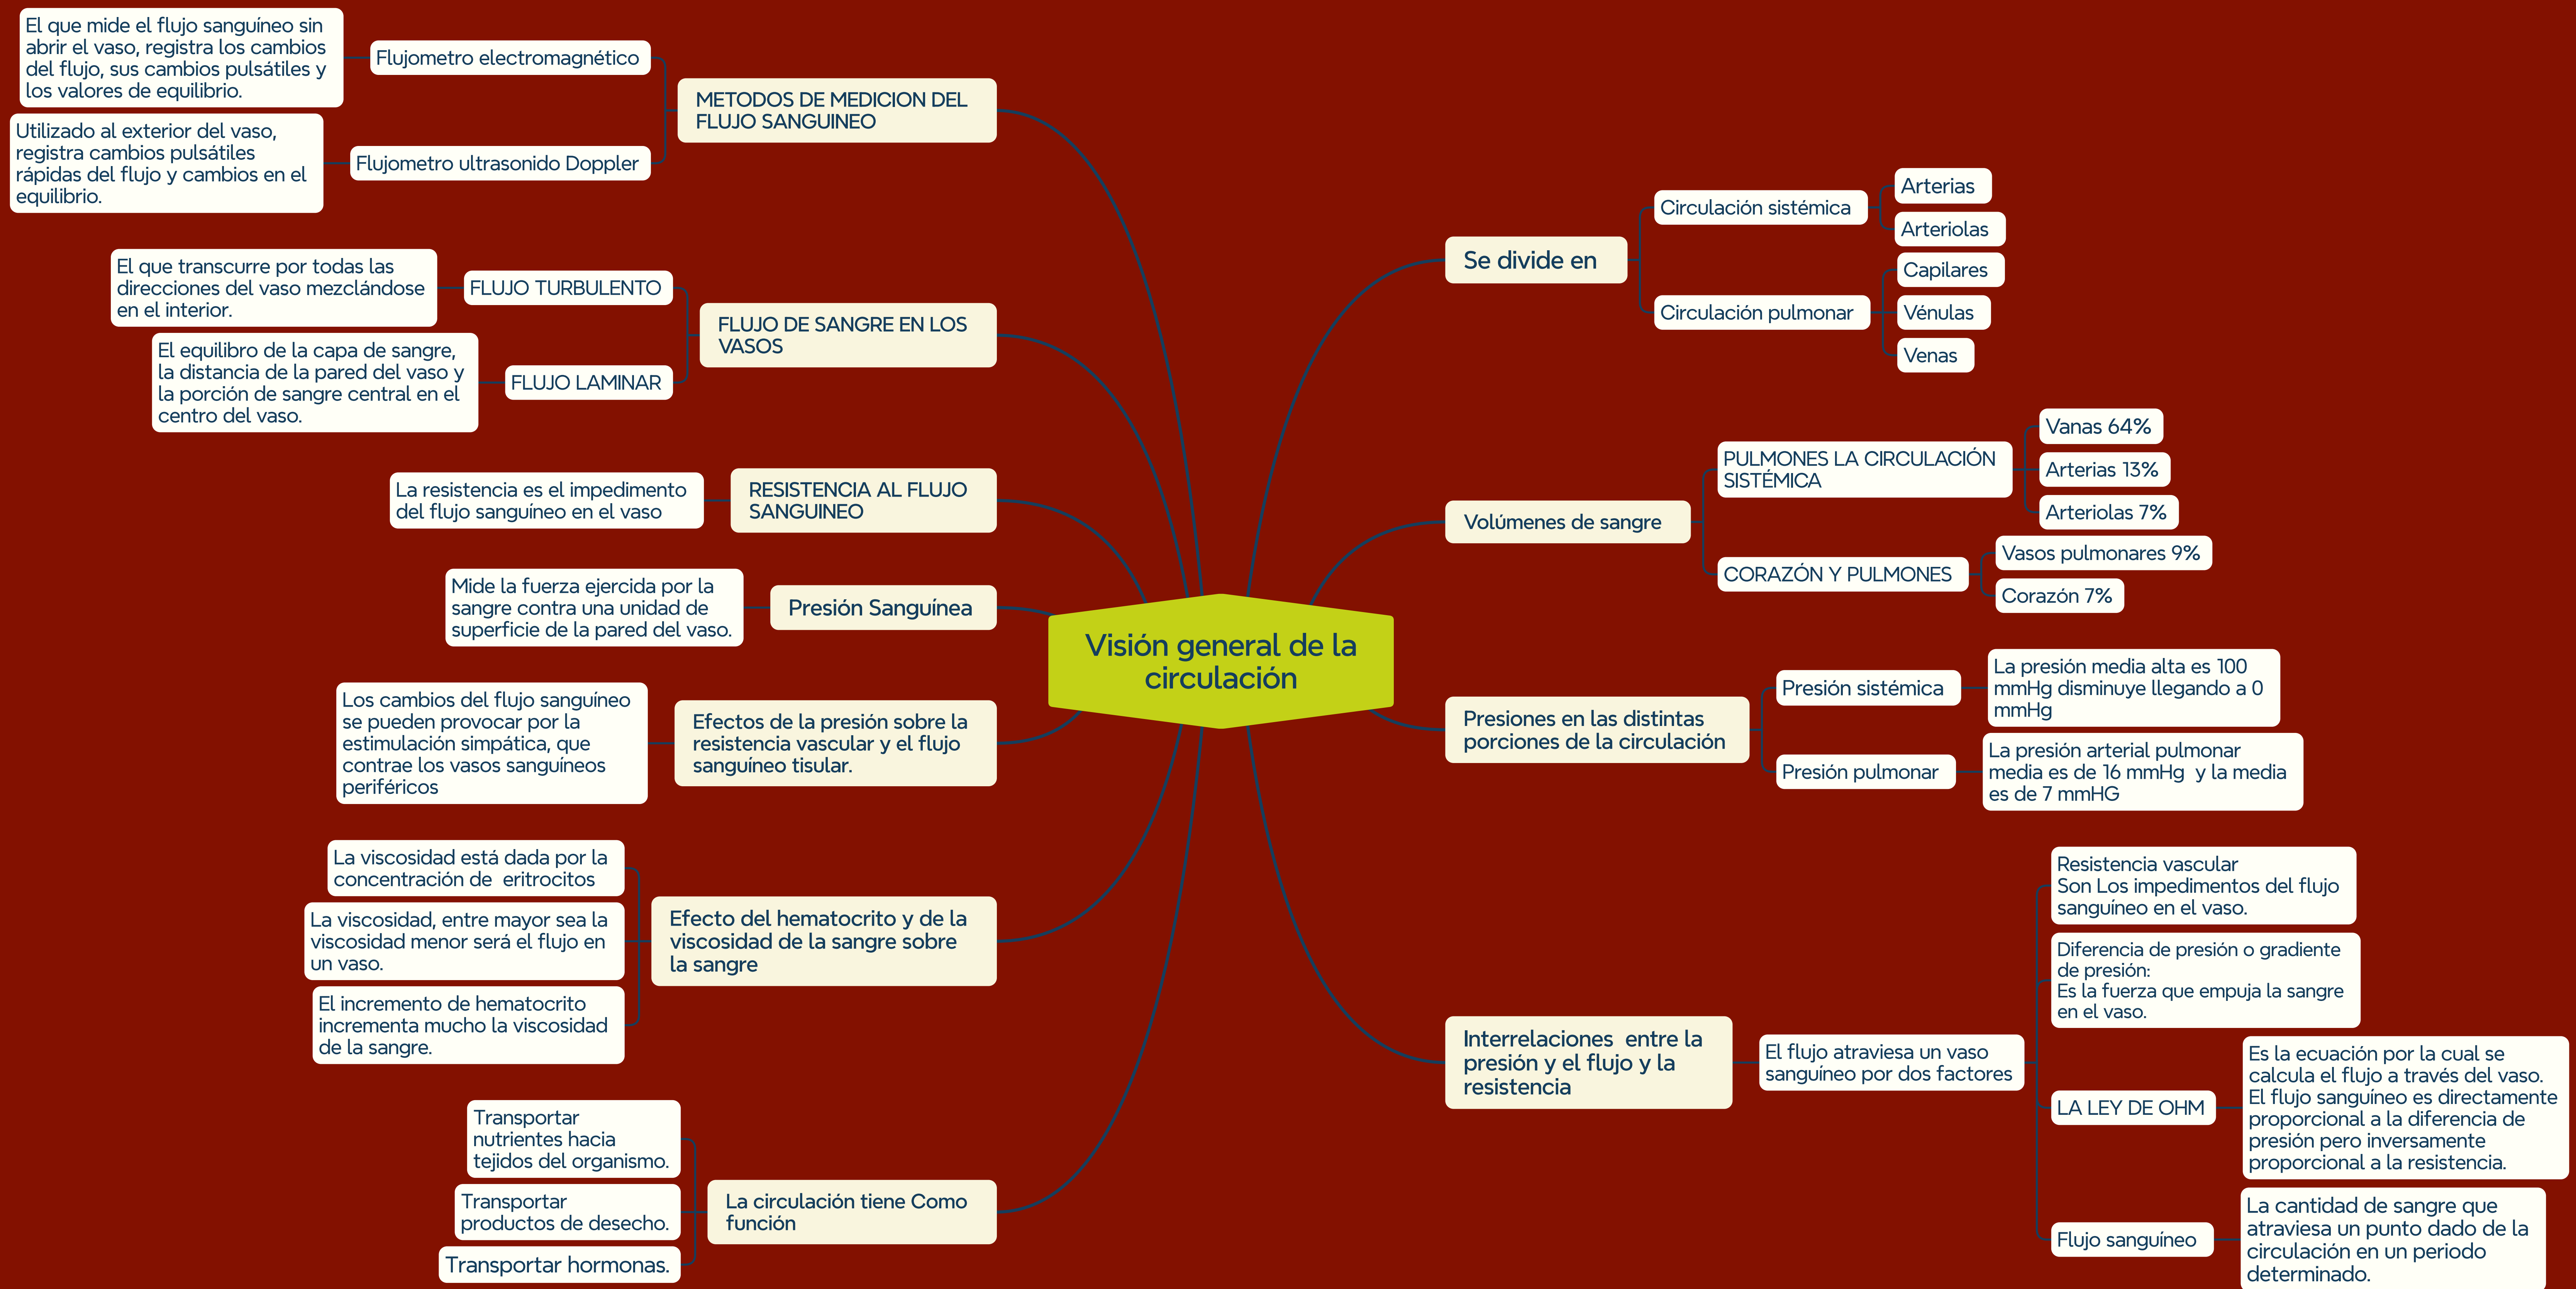 Visión general de la
circulación
METODOS DE MEDICION DEL
FLUJO SANGUINEO
Flujometro electromagnético
El que mide el flujo sanguíneo sin
abrir el vaso, registra los cambios
del flujo, sus cambios pulsátiles y
los valores de equilibrio.
Flujometro ultrasonido Doppler
Utilizado al exterior del vaso,
registra cambios pulsátiles
rápidas del flujo y cambios en el
equilibrio.
FLUJO DE SANGRE EN LOS
VASOS
FLUJO TURBULENTO
El que transcurre por todas las
direcciones del vaso mezclándose
en el interior.
FLUJO LAMINAR
El equilibro de la capa de sangre,
la distancia de la pared del vaso y
la porción de sangre central en el
centro del vaso.
RESISTENCIA AL FLUJO
SANGUINEO
La resistencia es el impedimento
del flujo sanguíneo en el vaso
Presión Sanguínea
Mide la fuerza ejercida por la
sangre contra una unidad de
superficie de la pared del vaso.
Efectos de la presión sobre la
resistencia vascular y el flujo
sanguíneo tisular.
Los cambios del flujo sanguíneo
se pueden provocar por la
estimulación simpática, que
contrae los vasos sanguíneos
periféricos
Efecto del hematocrito y de la
viscosidad de la sangre sobre
la sangre
La viscosidad está dada por la
concentración de  eritrocitos
La viscosidad, entre mayor sea la
viscosidad menor será el flujo en
un vaso.
El incremento de hematocrito
incrementa mucho la viscosidad
de la sangre.
La circulación tiene Como
función
Transportar
nutrientes hacia
tejidos del organismo.
Transportar
productos de desecho.
Transportar hormonas.
Se divide en
Circulación sistémica
Arterias
Arteriolas
Circulación pulmonar
Capilares
Vénulas
Venas
Volúmenes de sangre
PULMONES LA CIRCULACIÓN
SISTÉMICA
Vanas 64%
Arterias 13%
Arteriolas 7%
CORAZÓN Y PULMONES
Vasos pulmonares 9%
Corazón 7%
Presiones en las distintas
porciones de la circulación
Presión sistémica
La presión media alta es 100
mmHg disminuye llegando a 0
mmHg
Presión pulmonar
La presión arterial pulmonar
media es de 16 mmHg  y la media
es de 7 mmHG
Interrelaciones  entre la
presión y el flujo y la
resistencia
El flujo atraviesa un vaso
sanguíneo por dos factores
Resistencia vascular
Son Los impedimentos del flujo
sanguíneo en el vaso.
Diferencia de presión o gradiente
de presión:
Es la fuerza que empuja la sangre
en el vaso.
LA LEY DE OHM
Es la ecuación por la cual se
calcula el flujo a través del vaso.
El flujo sanguíneo es directamente
proporcional a la diferencia de
presión pero inversamente
proporcional a la resistencia.
Flujo sanguíneo
La cantidad de sangre que
atraviesa un punto dado de la
circulación en un periodo
determinado.